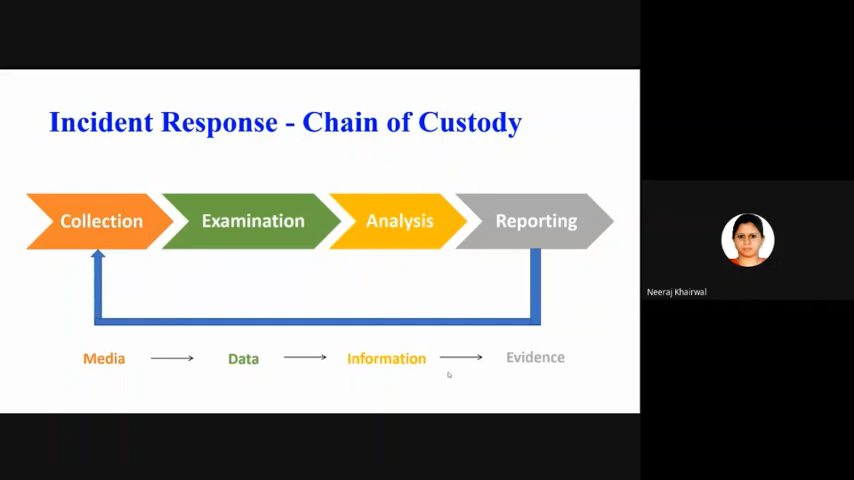 Incident Response - Chain of Custody
Collection Examination Analysis Reporting
Media Data Information Evidence
Neeraj Khairwal